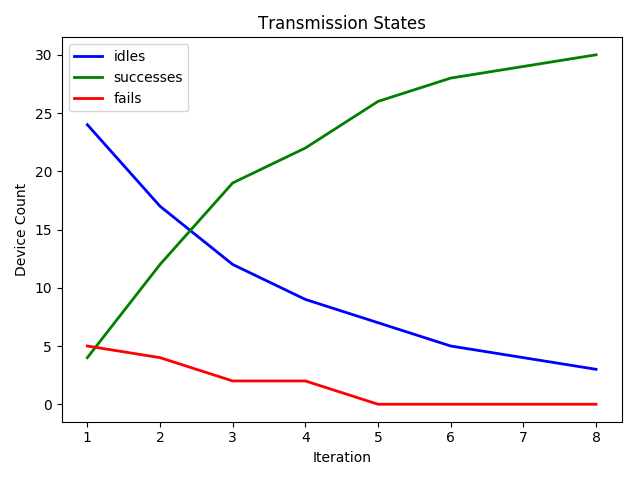 Transmission States
idles
successes
fails
Device Count
30
25
20
15
10
5
0
1 2 3 4 5 6 7 8
Iteration